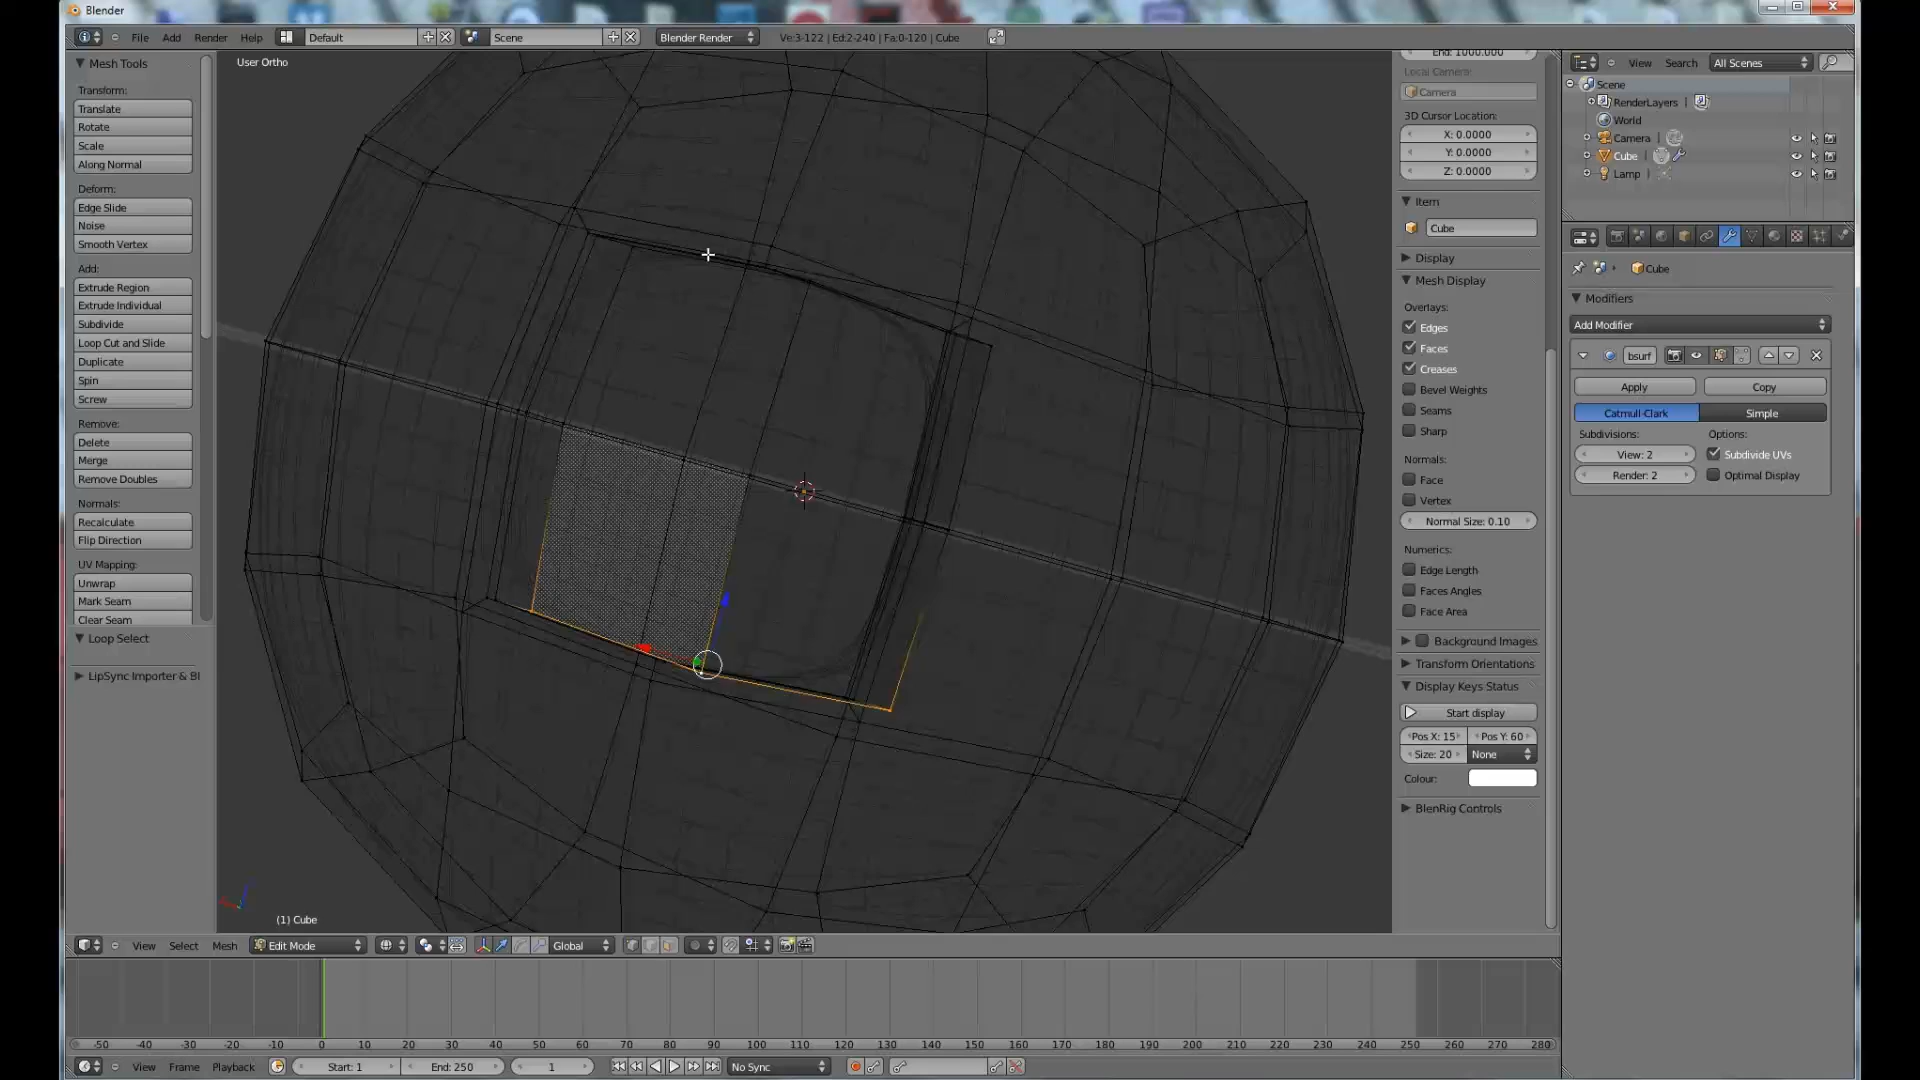 Blender
File Add Render Help Default Scene Blender Render Ve:3-122 | Ed:2-240 | Fa:0-120 | Cube
Mesh Tools
Transform:
Translate
Rotate
Scale
Along Normal
Deform:
Edge Slide
Noise
Smooth Vertex
Add:
Extrude Region
Extrude Individual
Subdivide
Loop Cut and Slide
Duplicate
Spin
Screw
Remove:
Delete
Merge
Remove Doubles
Normals:
Recalculate
Flip Direction
UV Mapping:
Unwrap
Mark Seam
Clear Seam
Loop Select
LipSync Importer & Bl
User Ortho
(1) Cube
End: 1000.000
Local Camera:
Camera
3D Cursor Location:
X: 0.0000
Y: 0.0000
Z: 0.0000
Item
Cube
Display
Mesh Display
Overlays:
Edges
Faces
Creases
Bevel Weights
Seams
Sharp
Normals:
Face
Vertex
Normal Size: 0.10
Numerics:
Edge Length
Faces Angles
Face Area
Background Images
Transform Orientations
Display Keys Status
Start display
Pos X: 15 Pos Y: 60
Size: 20 None
Colour:
BlenRig Controls
View Search All Scenes
Scene
RenderLayers
World
Camera
Cube
Lamp
Cube
Modifiers
Add Modifier
bsurf
Apply Copy
Catmull-Clark Simple
Subdivisions: Options:
View: 2 Subdivide UVs
Render: 2 Optimal Display
View Select Mesh Edit Mode Global
-50 -40 -30 -20 -10 0 10 20 30 40 50 60 70 80 90 100 110 120 130 140 150 160 170 180 190 200 210 220 230 240 250 260 270 280
View Frame Playback Start: 1 End: 250 1 No Sync